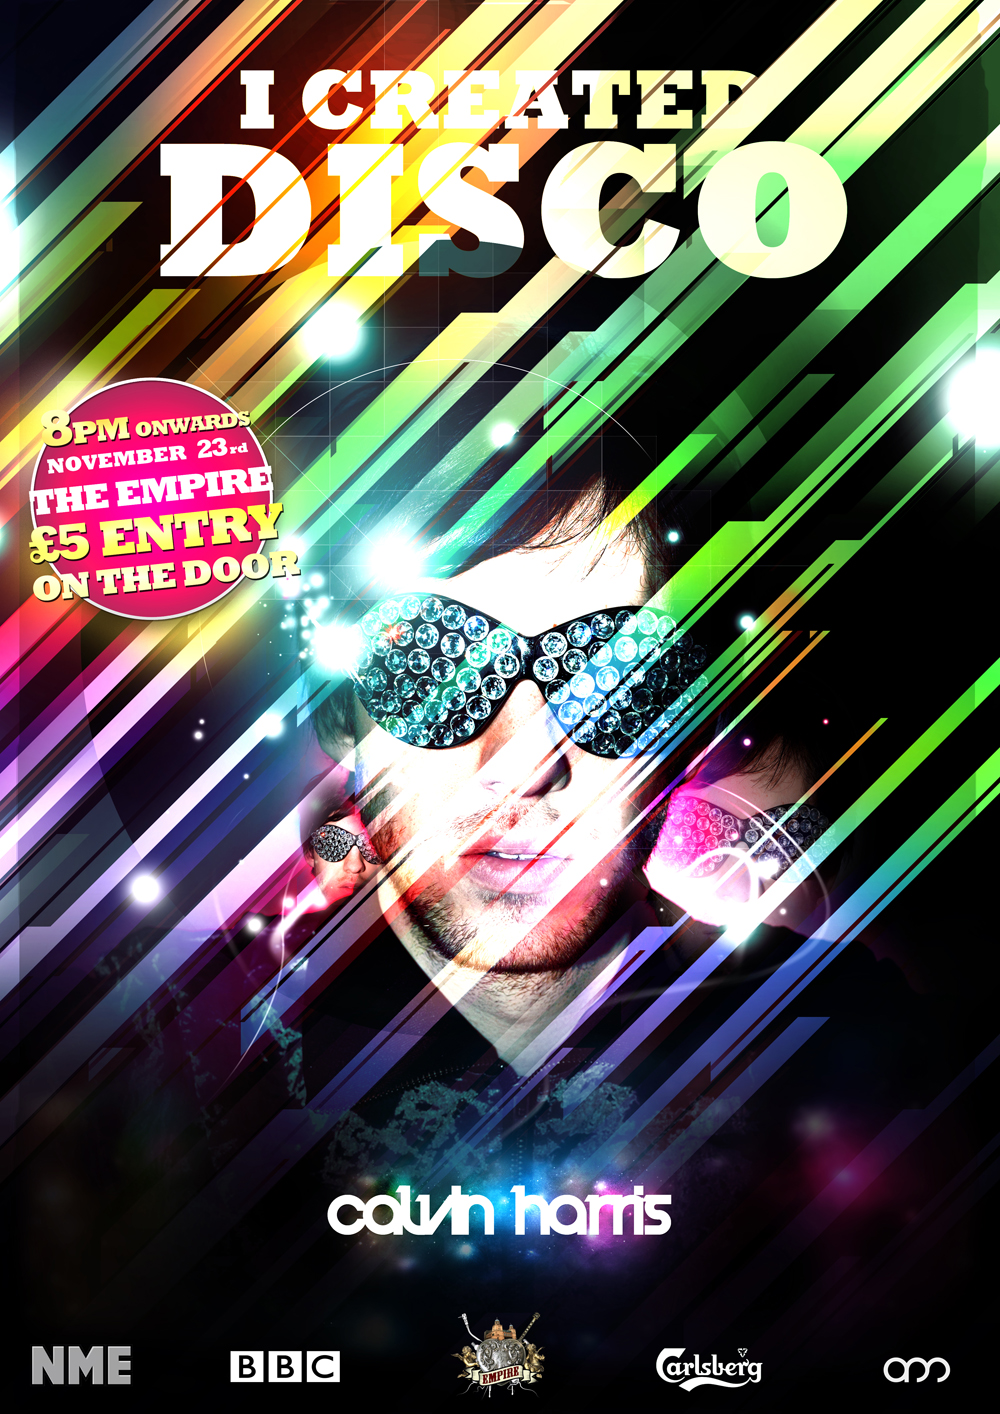 I CREATED
DISCO
8PM ONWARDS
NOVEMBER 23rd
THE EMPIRE
£5 ENTRY
ON THE DOOR
calvin harris
NME
BBC
EMPIRE
Carlsberg